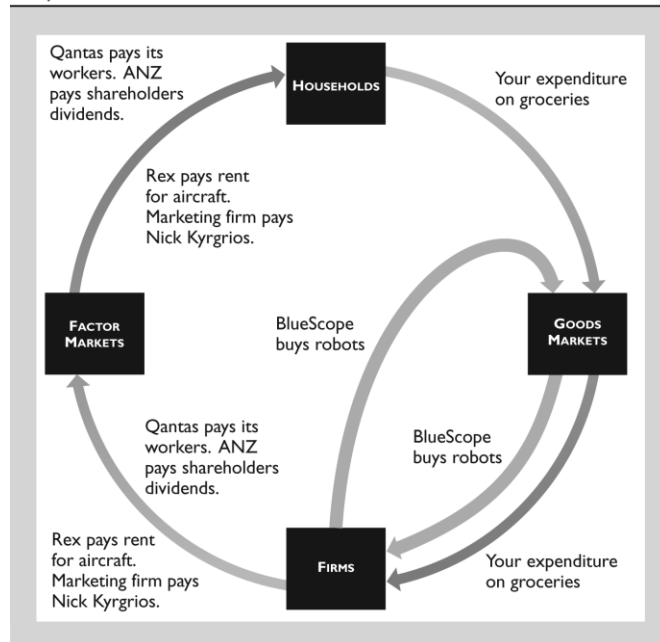 Qantas pays its
workers. ANZ
pays shareholders
dividends.
HOUSEHOLDS
Your expenditure
on groceries
Rex pays rent
for aircraft.
Marketing firm pays
Nick Kyrgrios.
FACTOR
MARKETS
BlueScope
buys robots
GOODS
MARKETS
Qantas pays its
workers. ANZ
pays shareholders
dividends.
BlueScope
buys robots
Rex pays rent
for aircraft.
Marketing firm pays
Nick Kyrgrios.
FIRMS
Your expenditure
on groceries